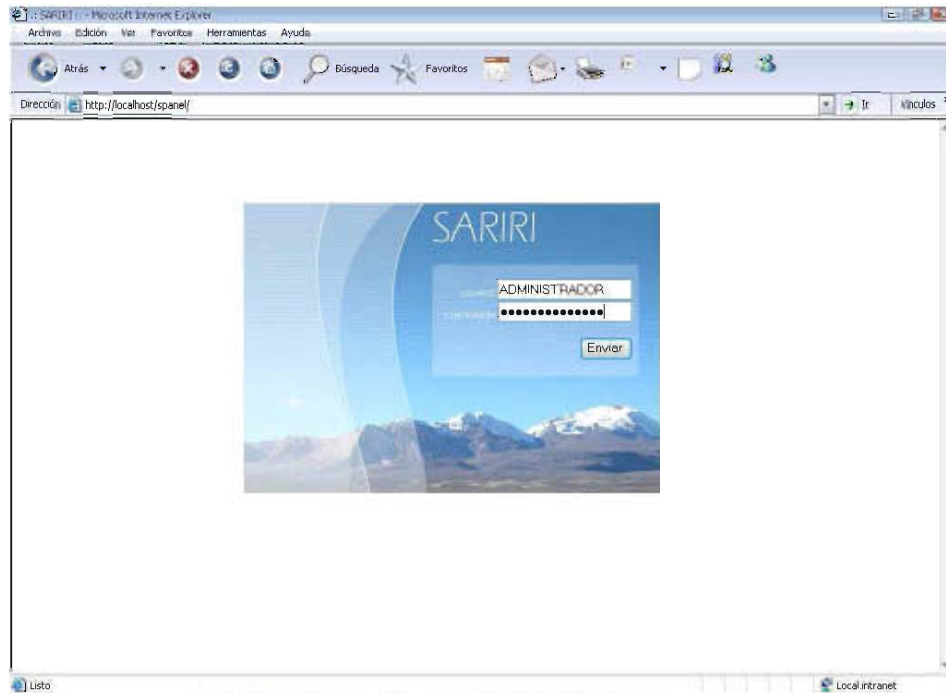 .: SARIRI :. - Microsoft Internet Explorer
Archivo Edición Ver Favoritos Herramientas Ayuda
Atrás Búsqueda Favoritos
Dirección http://localhost/spanel/ Ir Vínculos
SARIRI
ADMINISTRADOR
••••••••••••••
Enviar
Listo Local intranet